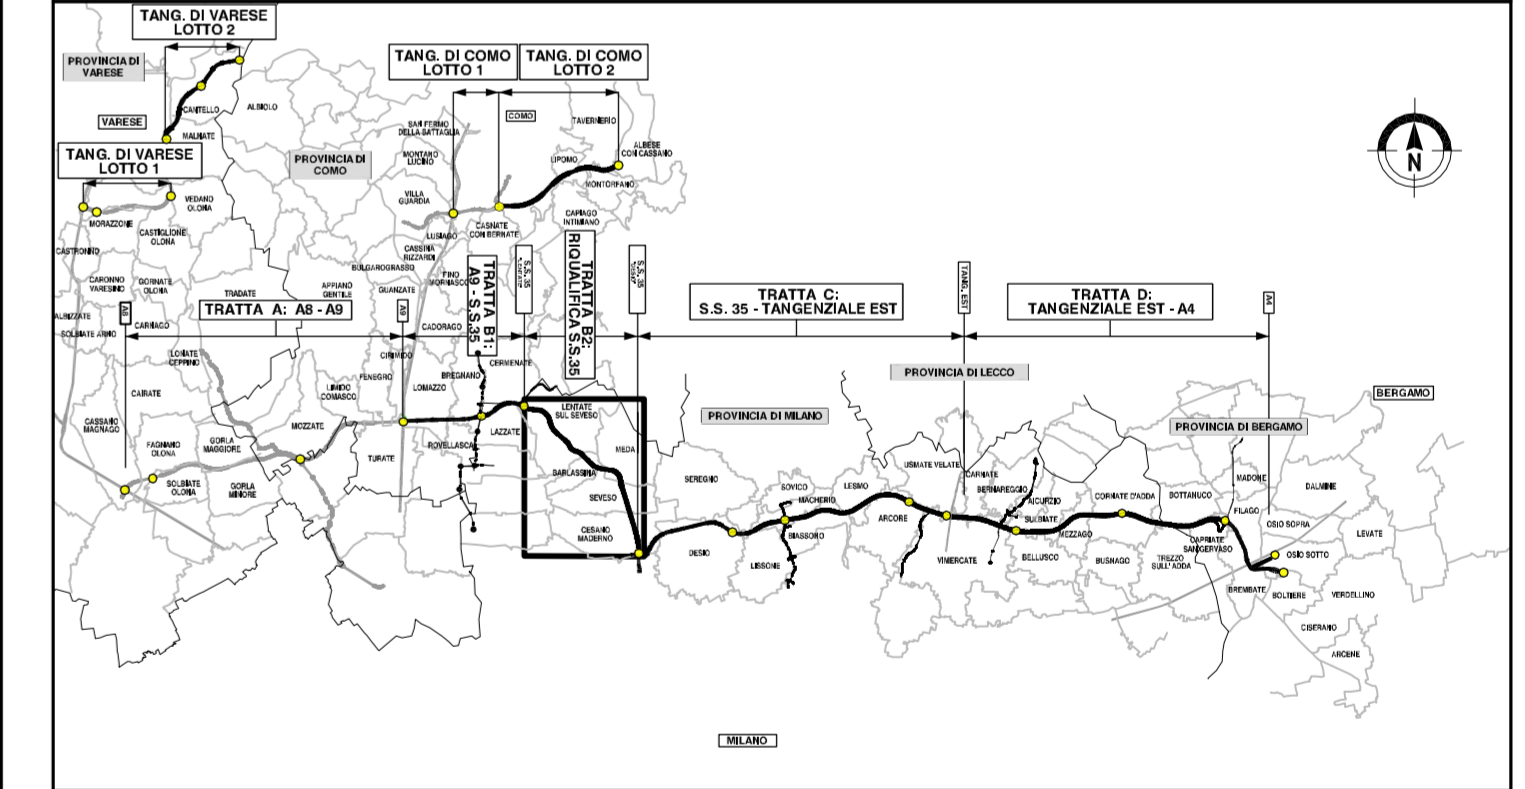 TANG. DI VARESE
LOTTO 2
PROVINCIA DI
VARESE
CANTELLO
ALBIOLO
VARESE
MALNATE
TANG. DI VARESE
LOTTO 1
VEDANO
OLONA
MORAZZONE
CASTIGLIONE
OLONA
CASTRONNO
CARONNO
VARESINO
GORNATE
OLONA
TRADATE
ALBIZZATE
SOLBIATE ARNO
CARNAGO
A8
TRATTA A: A8 - A9
A9
PROVINCIA DI
COMO
TANG. DI COMO
LOTTO 1
TANG. DI COMO
LOTTO 2
COMO
SAN FERMO
DELLA BATTAGLIA
MONTANO
LUCINO
VILLA
GUARDIA
TAVERNERIO
LIPOMO
ALBESE
CON CASSANO
MONTORFANO
CAPIAGO
INTIMIANO
LUISAGO
CASNATE
CON BERNATE
CASSINA
RIZZARDI
BULGAROGRASSO
FINO
MORNASCO
APPIANO
GENTILE
GUANZATE
CADORAGO
TRATTA B1:
A9 - S.S.35
S.S. 35
TRATTA B2:
RIQUALIFICA S.S.35
S.S. 35
TRATTA C:
S.S. 35 - TANGENZIALE EST
TANG. EST
TRATTA D:
TANGENZIALE EST - A4
A4
N
LONATE
CEPPINO
CIRIMIDO
FENEGRO
LOMAZZO
BREGNANO
CERMENATE
LIMIDO
COMASCO
CAIRATE
CASSANO
MAGNAGO
FAGNANO
OLONA
GORLA
MAGGIORE
MOZZATE
ROVELLASCA
LAZZATE
TURATE
SOLBIATE
OLONA
GORLA
MINORE
LENTATE
SUL SEVESO
MEDA
BARLASSINA
SEVESO
CESANO
MADERNO
PROVINCIA DI LECCO
PROVINCIA DI MILANO
BERGAMO
PROVINCIA DI BERGAMO
SEREGNO
SOVICO
MACHERIO
LESMO
USMATE VELATE
CARNATE
BERNAREGGIO
AICURZIO
SULBIATE
CORNATE D'ADDA
BOTTANUCO
MADONE
DALMINE
FILAGO
OSIO SOPRA
LEVATE
DESIO
BIASSONO
LISSONE
ARCORE
VIMERCATE
BELLUSCO
MEZZAGO
BUSNAGO
TREZZO
SULL'ADDA
CAPRIATE
SAN GERVASO
OSIO SOTTO
BREMBATE
BOLTIERE
VERDELLINO
CISERANO
ARCENE
MILANO